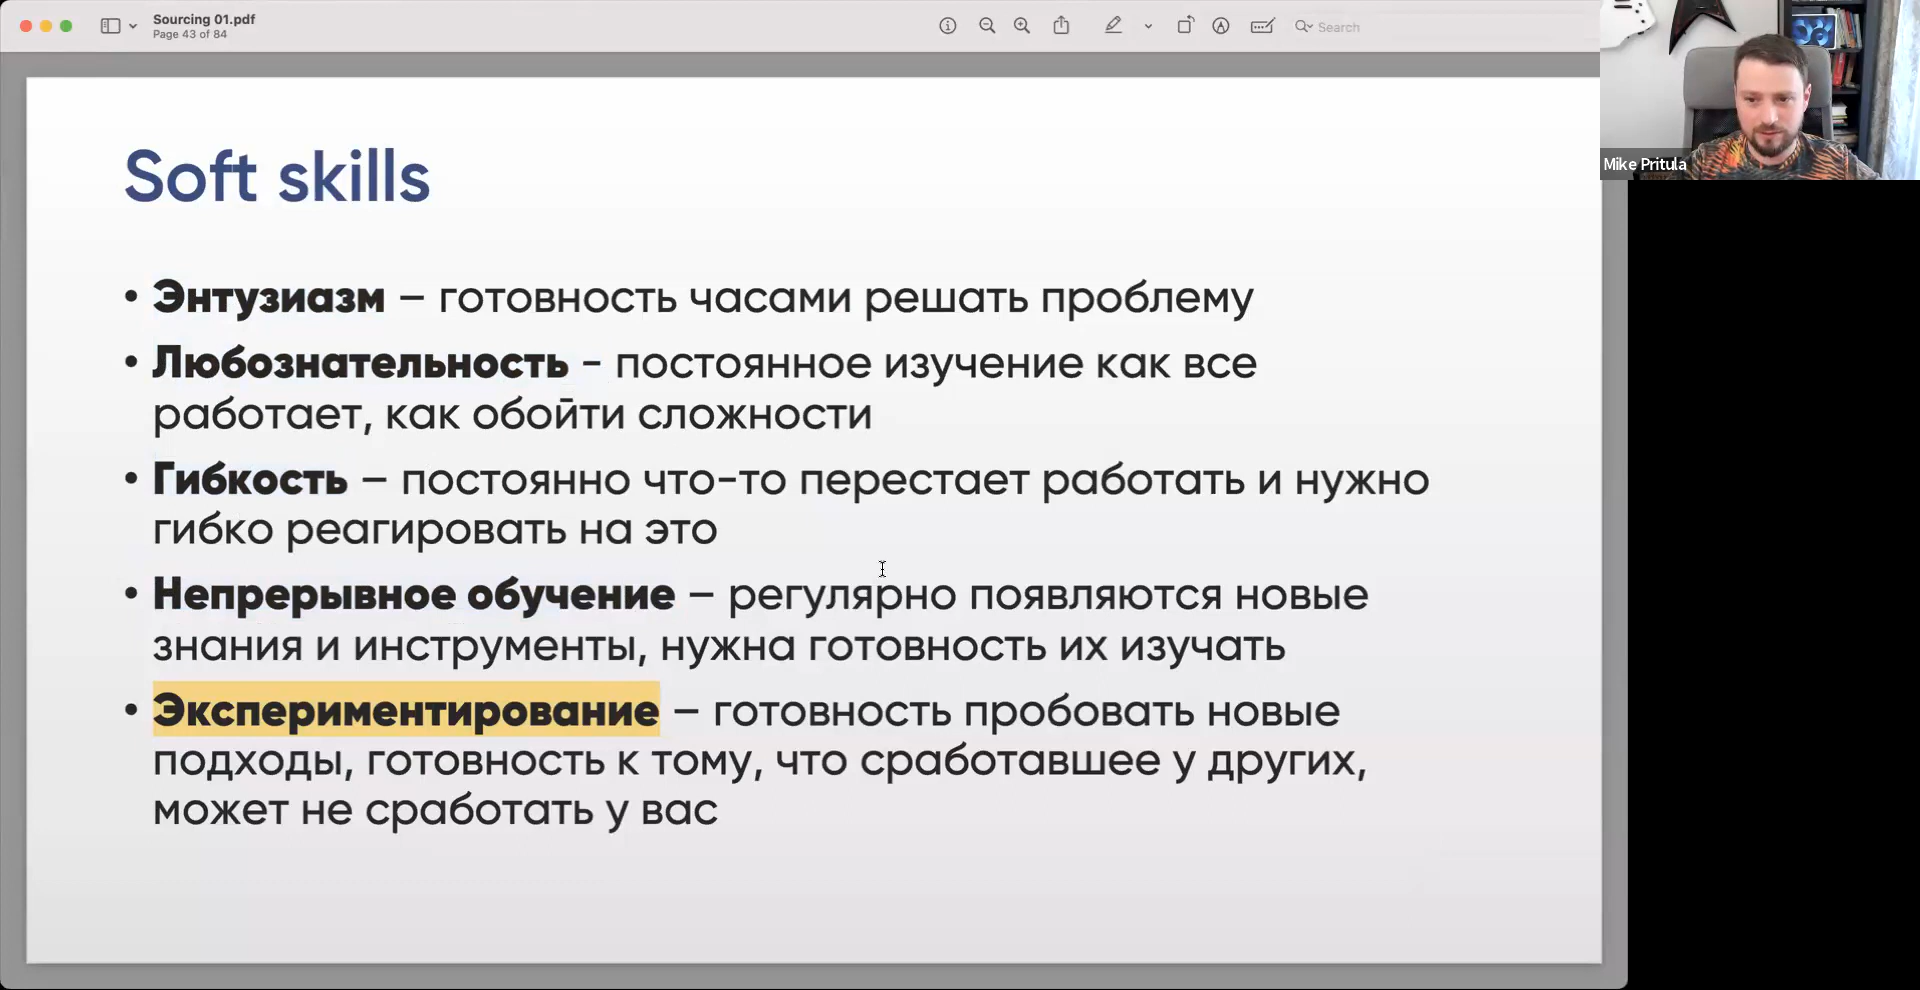 Sourcing 01.pdf
Page 43 of 84
Search
Mike Pritula
Soft skills
• Энтузиазм – готовность часами решать проблему
• Любознательность - постоянное изучение как все
работает, как обойти сложности
• Гибкость – постоянно что-то перестает работать и нужно
гибко реагировать на это
• Непрерывное обучение – регулярно появляются новые
знания и инструменты, нужна готовность их изучать
• Экспериментирование – готовность пробовать новые
подходы, готовность к тому, что сработавшее у других,
может не сработать у вас